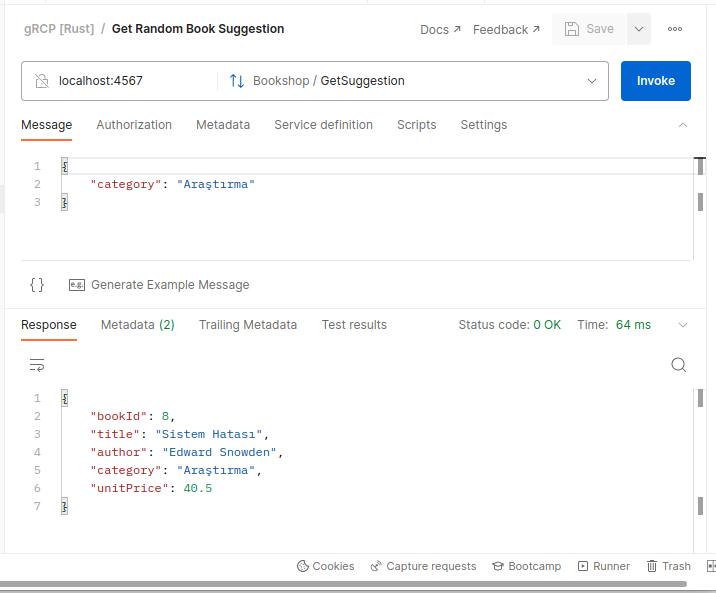 gRCP [Rust] / Get Random Book Suggestion Docs ↗ Feedback ↗ Save
localhost:4567 Bookshop / GetSuggestion Invoke
Message Authorization Metadata Service definition Scripts Settings
1 {
2 "category": "Araştırma"
3 }
{} e.g. Generate Example Message
Response Metadata (2) Trailing Metadata Test results Status code: 0 OK Time: 64 ms
1 {
2 "bookId": 8,
3 "title": "Sistem Hatası",
4 "author": "Edward Snowden",
5 "category": "Araştırma",
6 "unitPrice": 40.5
7 }
Cookies Capture requests Bootcamp Runner Trash